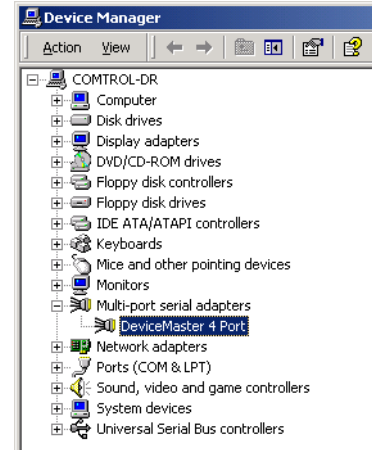 Device Manager
Action View
COMTROL-DR
Computer
Disk drives
Display adapters
DVD/CD-ROM drives
Floppy disk controllers
Floppy disk drives
IDE ATA/ATAPI controllers
Keyboards
Mice and other pointing devices
Monitors
Multi-port serial adapters
DeviceMaster 4 Port
Network adapters
Ports (COM & LPT)
Sound, video and game controllers
System devices
Universal Serial Bus controllers